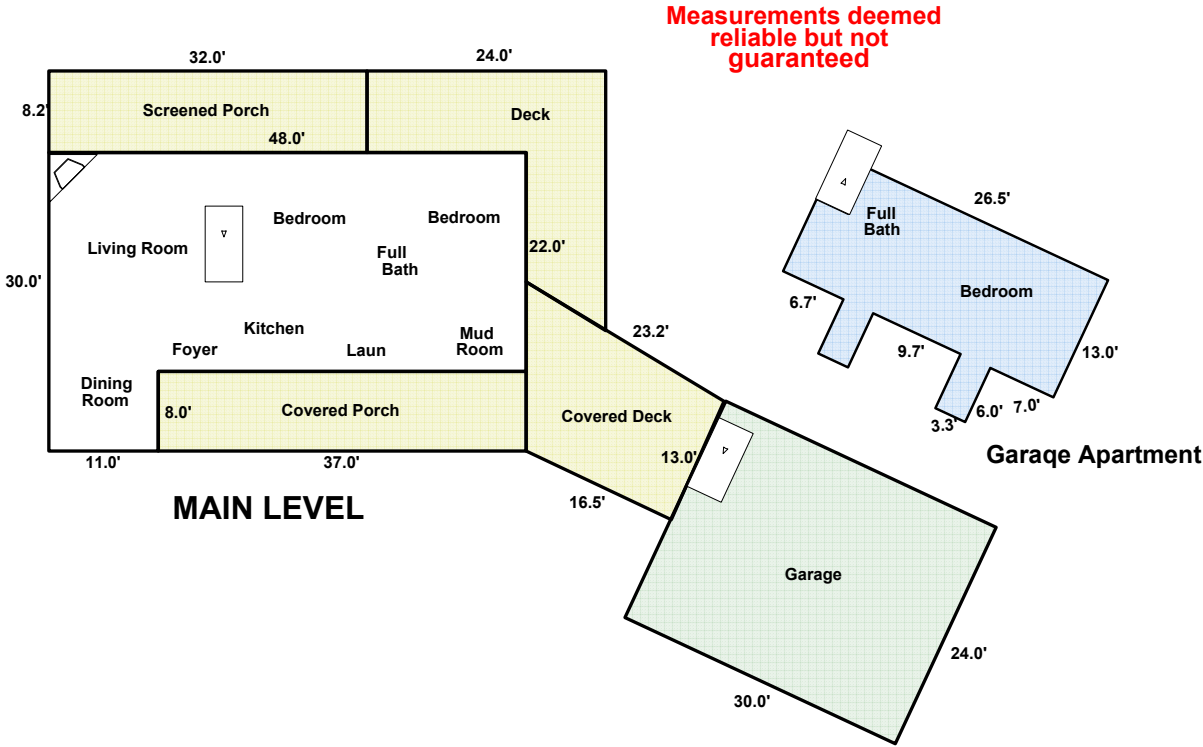 Measurements deemed
reliable but not
guaranteed
32.0'
24.0'
8.2'
Screened Porch
Deck
48.0'
26.5'
Full
Bath
Bedroom
Bedroom
Living Room
Full
Bath
22.0'
30.0'
Bedroom
6.7'
Kitchen
23.2'
Mud
Room
Foyer
Laun
9.7'
13.0'
Dining
Room
8.0'
Covered Porch
Covered Deck
6.0'
7.0'
3.3'
11.0'
37.0'
13.0'
Garaqe Apartment
MAIN LEVEL
16.5'
Garage
24.0'
30.0'